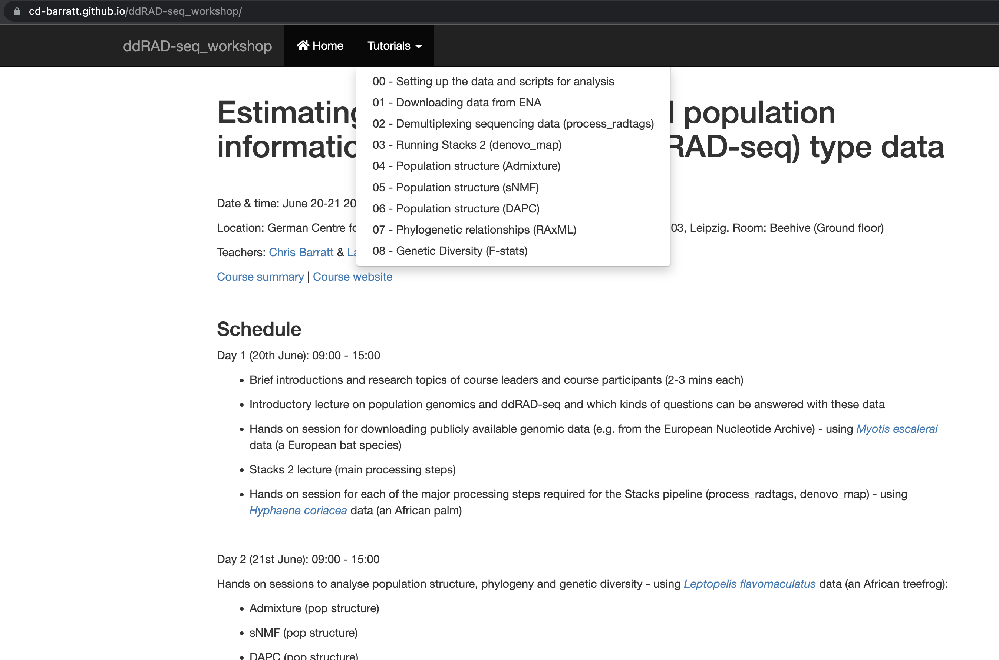 cd-barratt.github.io/ddRAD-seq_workshop/
ddRAD-seq_workshop Home Tutorials
00 - Setting up the data and scripts for analysis
01 - Downloading data from ENA
02 - Demultiplexing sequencing data (process_radtags)
03 - Running Stacks 2 (denovo_map)
04 - Population structure (Admixture)
05 - Population structure (sNMF)
06 - Population structure (DAPC)
07 - Phylogenetic relationships (RAxML)
08 - Genetic Diversity (F-stats)
Estimating population
RAD-seq) type data
Date & time: June 20-21
Location: German Centre 03, Leipzig. Room: Beehive (Ground floor)
Teachers: Chris Barratt &
Course summary | Course website
Schedule
Day 1 (20th June): 09:00 - 15:00
• Brief introductions and research topics of course leaders and course participants (2-3 mins each)
• Introductory lecture on population genomics and ddRAD-seq and which kinds of questions can be answered with these data
• Hands on session for downloading publicly available genomic data (e.g. from the European Nucleotide Archive) - using Myotis escalerai
data (a European bat species)
• Stacks 2 lecture (main processing steps)
• Hands on session for each of the major processing steps required for the Stacks pipeline (process_radtags, denovo_map) - using
Hyphaene coriacea data (an African palm)
Day 2 (21st June): 09:00 - 15:00
Hands on sessions to analyse population structure, phylogeny and genetic diversity - using Leptopelis flavomaculatus data (an African treefrog):
• Admixture (pop structure)
• sNMF (pop structure)
• DAPC (pop structure)